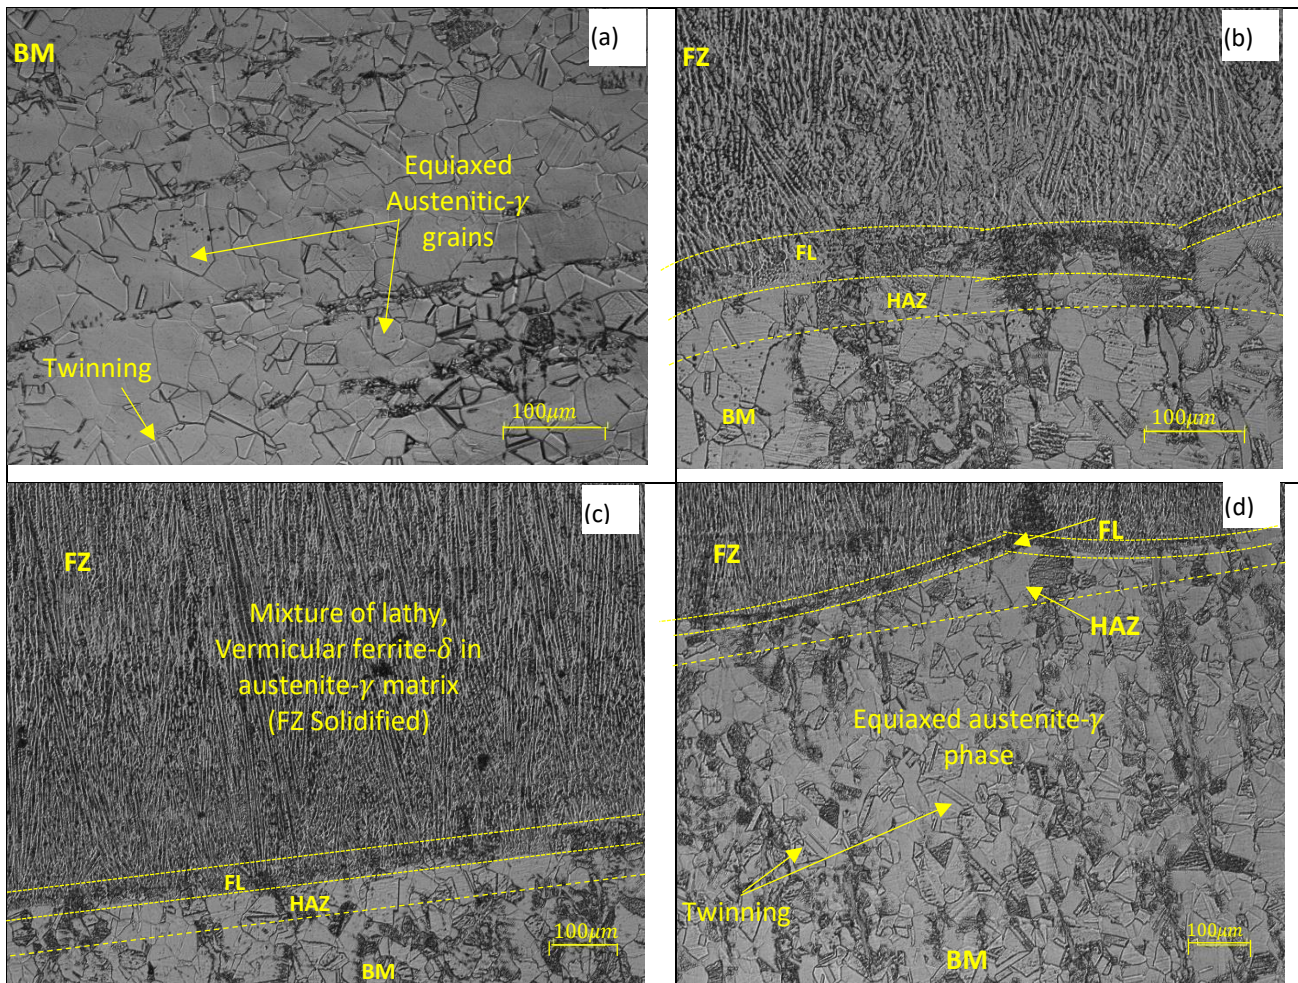 (a)
BM
Equiaxed
Austenitic-γ
grains
Twinning
100μm
(b)
FZ
FL
HAZ
BM
100μm
(c)
FZ
Mixture of lathy,
Vermicular ferrite-δ in
austenite-γ matrix
(FZ Solidified)
FL
HAZ
100μm
BM
(d)
FL
FZ
HAZ
Equiaxed austenite-γ
phase
Twinning
100μm
BM